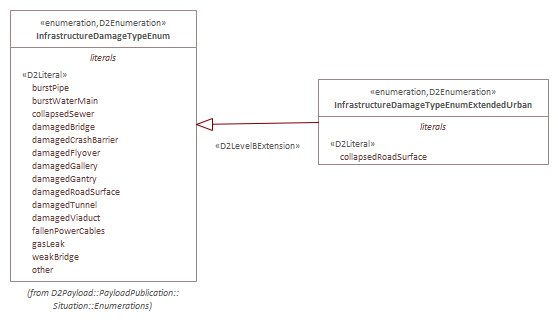 «enumeration,D2Enumeration»
InfrastructureDamageTypeEnum
literals
«D2Literal»
burstPipe
burstWaterMain
collapsedSewer
damagedBridge
damagedCrashBarrier
damagedFlyover
damagedGallery
damagedGantry
damagedRoadSurface
damagedTunnel
damagedViaduct
fallenPowerCables
gasLeak
weakBridge
other
(from D2Payload::PayloadPublication::
Situation::Enumerations)
«D2LevelBExtension»
«enumeration,D2Enumeration»
InfrastructureDamageTypeEnumExtendedUrban
literals
«D2Literal»
collapsedRoadSurface